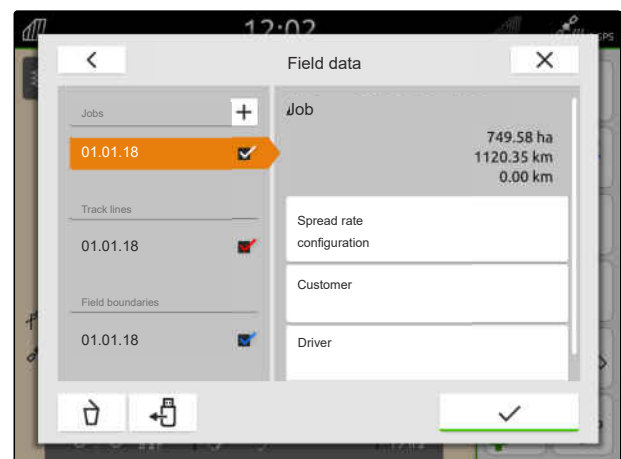 12:02
GPS
Field data
Jobs
01.01.18
Track lines
01.01.18
Field boundaries
01.01.18
Job
749.58 ha
1120.35 km
0.00 km
Spread rate
configuration
Customer
Driver